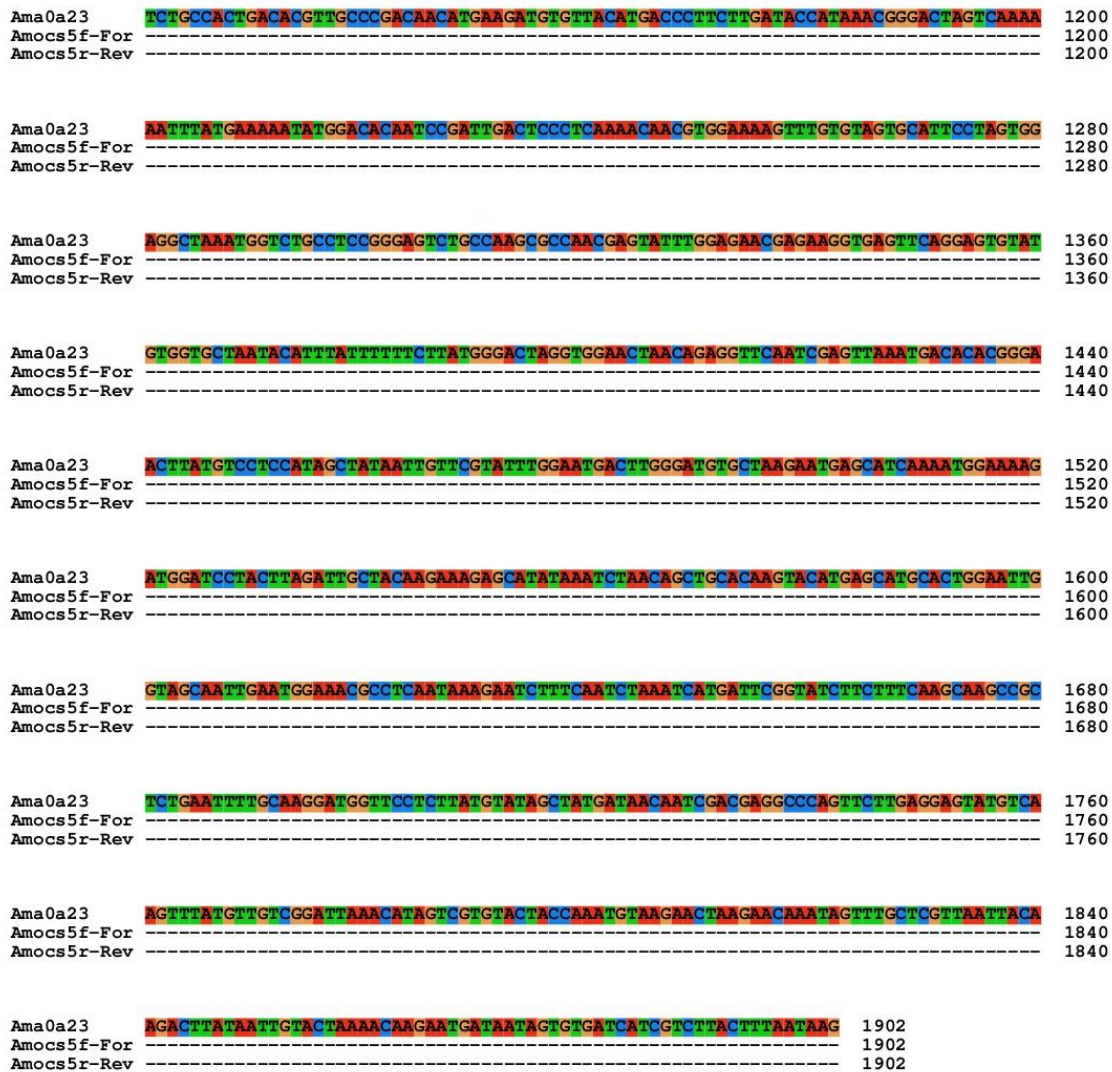 Ama0a23 TCTGCCACTGACACGTTGCCCGACAACATGAAGATGTGTTACATGACCCTTCTTGATACCATAAACGGGACTAGTCAAAA 1200
Amocs5f-For -------------------------------------------------------------------------------- 1200
Amocs5r-Rev -------------------------------------------------------------------------------- 1200
Ama0a23 AATTTATGAAAAATATGGACACAATCCGATTGACTCCCTCAAAACAACGTGGAAAAGTTTGTGTAGTGCATTCCTAGTGG 1280
Amocs5f-For -------------------------------------------------------------------------------- 1280
Amocs5r-Rev -------------------------------------------------------------------------------- 1280
Ama0a23 AGGCTAAATGGTCTGCCTCCGGGAGTCTGCCAAGCGCCAACGAGTATTTGGAGAACGAGAAGGTGAGTTCAGGAGTGTAT 1360
Amocs5f-For -------------------------------------------------------------------------------- 1360
Amocs5r-Rev -------------------------------------------------------------------------------- 1360
Ama0a23 GTGGTGCTAATACATTTATTTTTTCTTATGGGACTAGGTGGAACTAACAGAGGTTCAATCGAGTTAAATGACACACGGGA 1440
Amocs5f-For -------------------------------------------------------------------------------- 1440
Amocs5r-Rev -------------------------------------------------------------------------------- 1440
Ama0a23 ACTTATGTCCTCCATAGCTATAATTGTTCGTATTTGGAATGACTTGGGATGTGCTAAGAATGAGCATCAAAATGGAAAAG 1520
Amocs5f-For -------------------------------------------------------------------------------- 1520
Amocs5r-Rev -------------------------------------------------------------------------------- 1520
Ama0a23 ATGGATCCTACTTAGATTGCTACAAGAAAGAGCATATAAATCTAACAGCTGCACAAGTACATGAGCATGCACTGGAATTG 1600
Amocs5f-For -------------------------------------------------------------------------------- 1600
Amocs5r-Rev -------------------------------------------------------------------------------- 1600
Ama0a23 GTAGCAATTGAATGGAAACGCCTCAATAAAGAATCTTTCAATCTAAATCATGATTCGGTATCTTCTTTCAAGCAAGCCGC 1680
Amocs5f-For -------------------------------------------------------------------------------- 1680
Amocs5r-Rev -------------------------------------------------------------------------------- 1680
Ama0a23 TCTGAATTTTGCAAGGATGGTTCCTCTTATGTATAGCTATGATAACAATCGACGAGGCCCAGTTCTTGAGGAGTATGTCA 1760
Amocs5f-For -------------------------------------------------------------------------------- 1760
Amocs5r-Rev -------------------------------------------------------------------------------- 1760
Ama0a23 AGTTTATGTTGTCGGATTAAACATAGTCGTGTACTACCAAATGTAAGAACTAAGAACAAATAGTTTGCTCGTTAATTACA 1840
Amocs5f-For -------------------------------------------------------------------------------- 1840
Amocs5r-Rev -------------------------------------------------------------------------------- 1840
Ama0a23 AGACTTATAATTGTACTAAAACAAGAATGATAATAGTGTGATCATCGTCTTACTTTAATAAG 1902
Amocs5f-For -------------------------------------------------------------- 1902
Amocs5r-Rev -------------------------------------------------------------- 1902